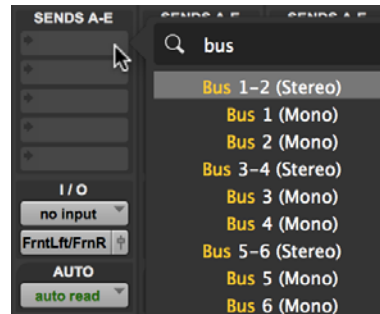 SENDS A-E
SENDS A-E
SENDS A-E
bus
Bus 1-2 (Stereo)
Bus 1 (Mono)
Bus 2 (Mono)
Bus 3-4 (Stereo)
Bus 3 (Mono)
Bus 4 (Mono)
Bus 5-6 (Stereo)
Bus 5 (Mono)
Bus 6 (Mono)
I / O
no input
FrntLft/FrnR
AUTO
auto read